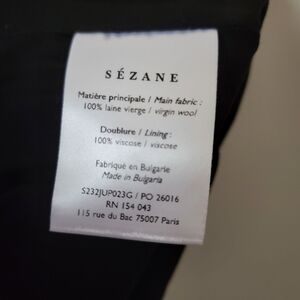 SÉZANE
Matière principale / Main fabric :
100% laine vierge / virgin wool
Doublure / Lining :
100% viscose / viscose
Fabriqué en Bulgarie
Made in Bulgaria
S232JUP023G / PO 26016
RN 154 043
115 rue du Bac 75007 Paris